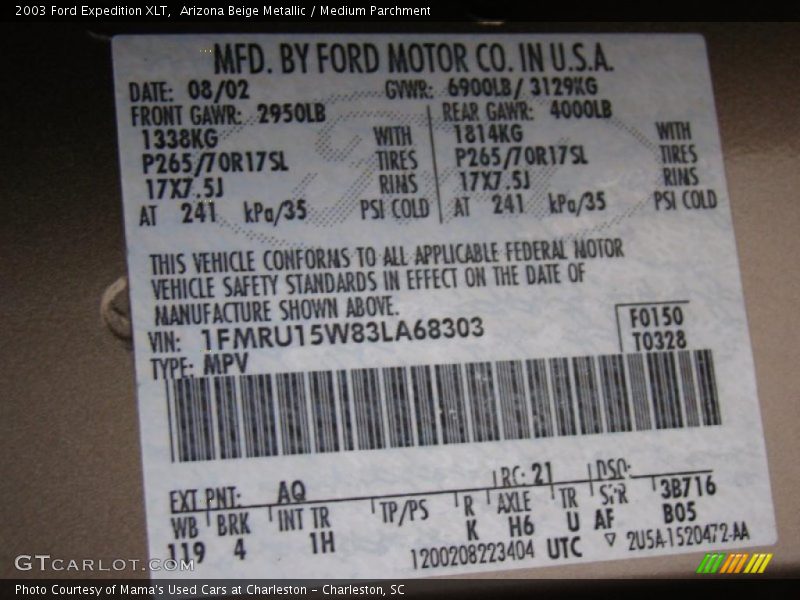 2003 Ford Expedition XLT, Arizona Beige Metallic / Medium Parchment
MFD. BY FORD MOTOR CO. IN U.S.A.
DATE: 08/02 GVWR: 6900LB/ 3129KG
FRONT GAWR: 2950LB REAR GAWR: 4000LB
1338KG WITH 1814KG WITH
P265/70R17SL TIRES P265/70R17SL TIRES
17X7.5J RINS 17X7.5J RINS
AT 241 kPa/35 PSI COLD AT 241 kPa/35 PSI COLD
THIS VEHICLE CONFORMS TO ALL APPLICABLE FEDERAL MOTOR
VEHICLE SAFETY STANDARDS IN EFFECT ON THE DATE OF
MANUFACTURE SHOWN ABOVE.
VIN: 1FMRU15W83LA68303 F0150
TYPE: MPV T0328
EXT PNT: AQ RC: 21 DSO:
WB BRK INT TR TP/PS R AXLE TR SPR 3B716
119 4 1H K H6 U AF B05
1200208223404 UTC ▽ 2U5A-1520472-AA
GTCARLOT.COM
Photo Courtesy of Mama's Used Cars at Charleston - Charleston, SC